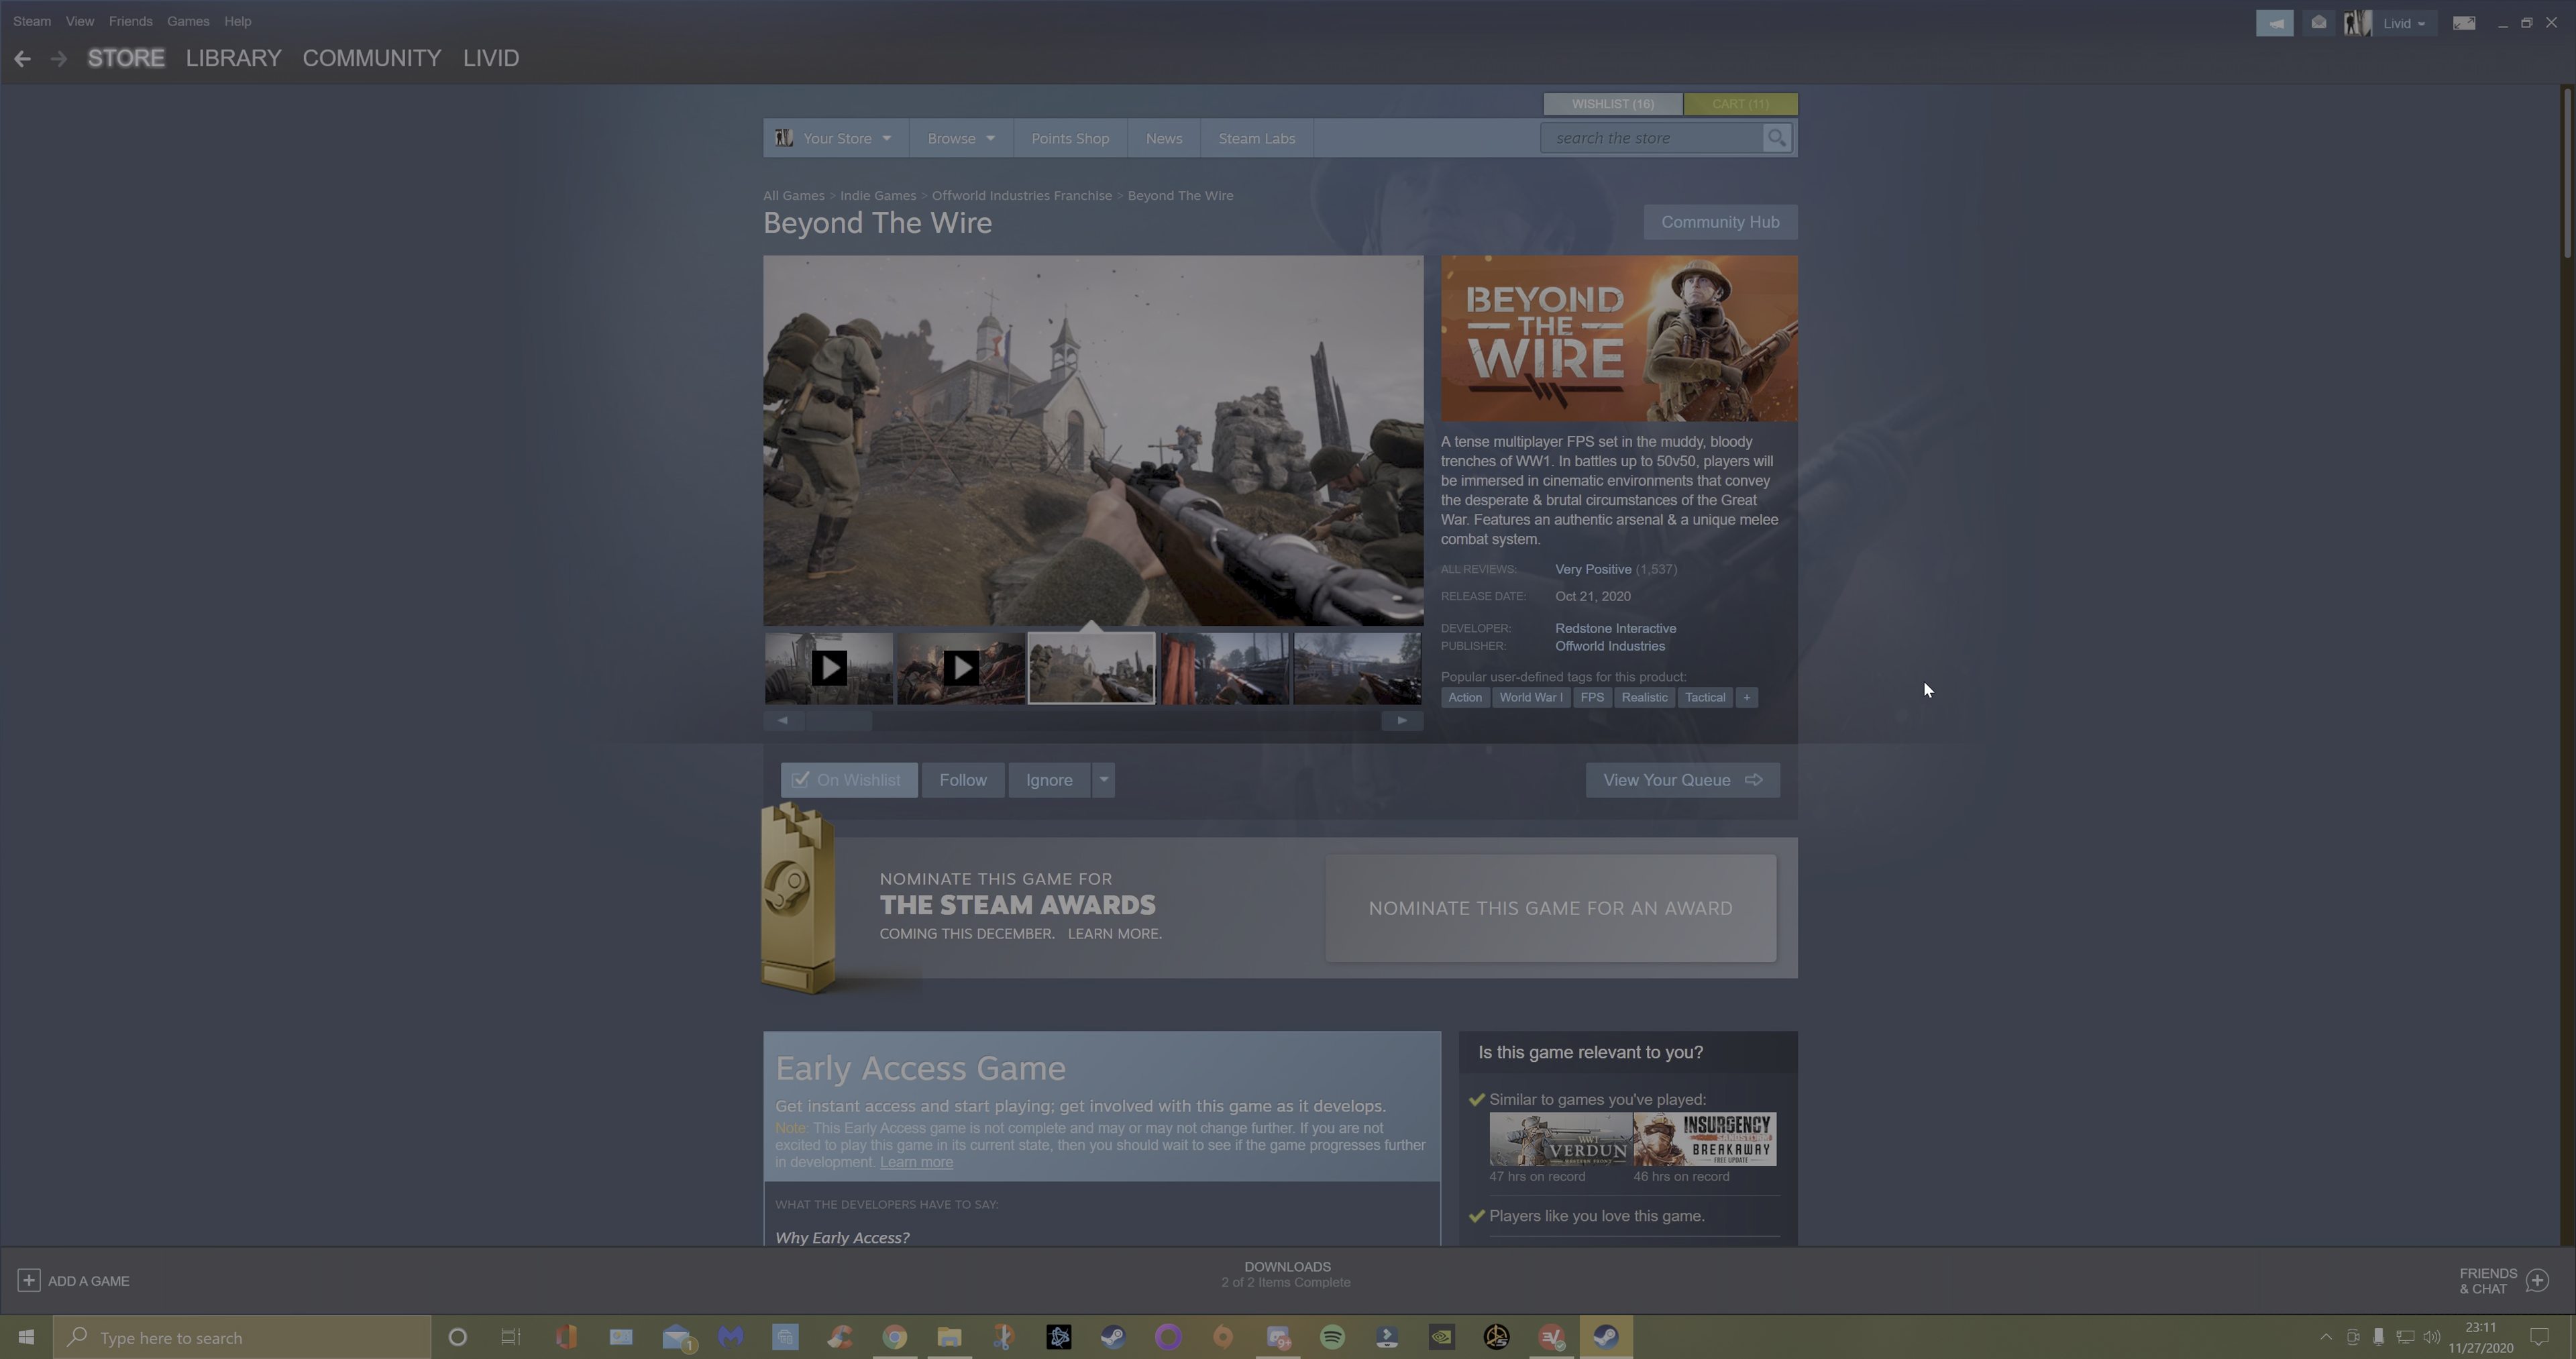 Steam View Friends Games Help
Livid
STORE LIBRARY COMMUNITY LIVID
WISHLIST (16) CART (11)
Your Store Browse Points Shop News Steam Labs search the store
All Games > Indie Games > Offworld Industries Franchise > Beyond The Wire
Beyond The Wire
Community Hub
BEYOND
THE
WIRE
A tense multiplayer FPS set in the muddy, bloody
trenches of WW1. In battles up to 50v50, players will
be immersed in cinematic environments that convey
the desperate & brutal circumstances of the Great
War. Features an authentic arsenal & a unique melee
combat system.
ALL REVIEWS: Very Positive (1,537)
RELEASE DATE: Oct 21, 2020
DEVELOPER: Redstone Interactive
PUBLISHER: Offworld Industries
Popular user-defined tags for this product:
Action World War I FPS Realistic Tactical +
On Wishlist Follow Ignore View Your Queue
NOMINATE THIS GAME FOR
THE STEAM AWARDS
COMING THIS DECEMBER. LEARN MORE.
NOMINATE THIS GAME FOR AN AWARD
Early Access Game
Get instant access and start playing; get involved with this game as it develops.
Note: This Early Access game is not complete and may or may not change further. If you are not
excited to play this game in its current state, then you should wait to see if the game progresses further
in development. Learn more
WHAT THE DEVELOPERS HAVE TO SAY:
Why Early Access?
Is this game relevant to you?
Similar to games you've played:
WW1
VERDUN
WESTERN FRONT
INSURGENCY
SANDSTORM
BREAKAWAY
FREE UPDATE
47 hrs on record 46 hrs on record
Players like you love this game.
ADD A GAME
DOWNLOADS
2 of 2 Items Complete
FRIENDS
& CHAT
Type here to search
1
9+
23:11
11/27/2020